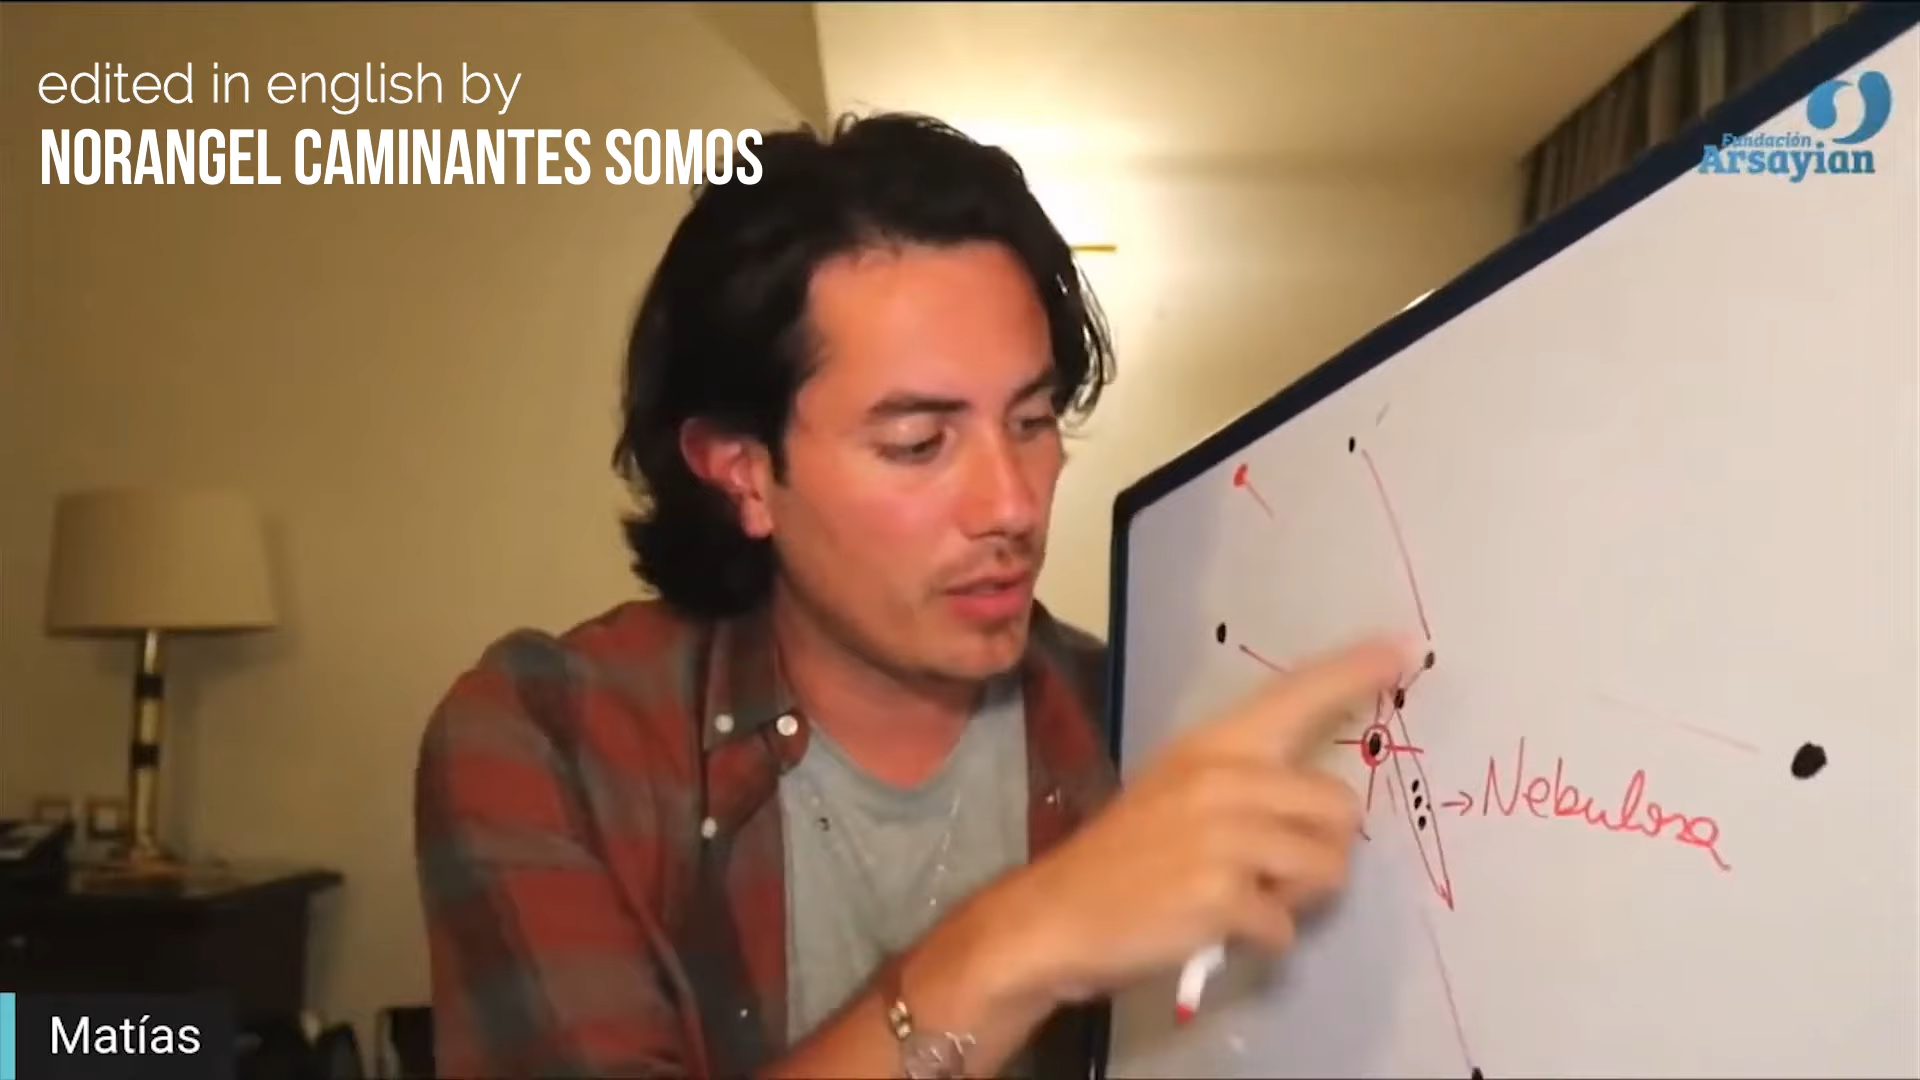 edited in english by
NORANGEL CAMINANTES SOMOS
Fundación
Arsayian
→ Nebulosa
Matías